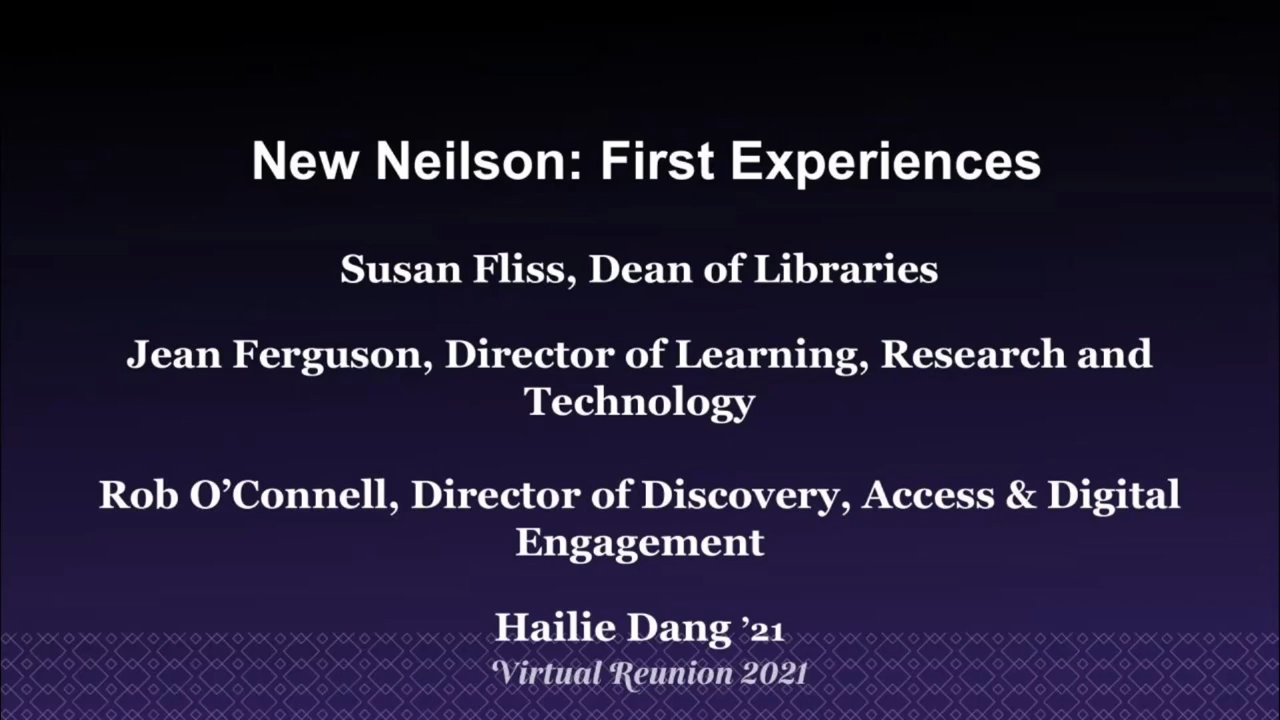 New Neilson: First Experiences
Susan Fliss, Dean of Libraries
Jean Ferguson, Director of Learning, Research and
Technology
Rob O’Connell, Director of Discovery, Access & Digital
Engagement
Hailie Dang ’21
Virtual Reunion 2021